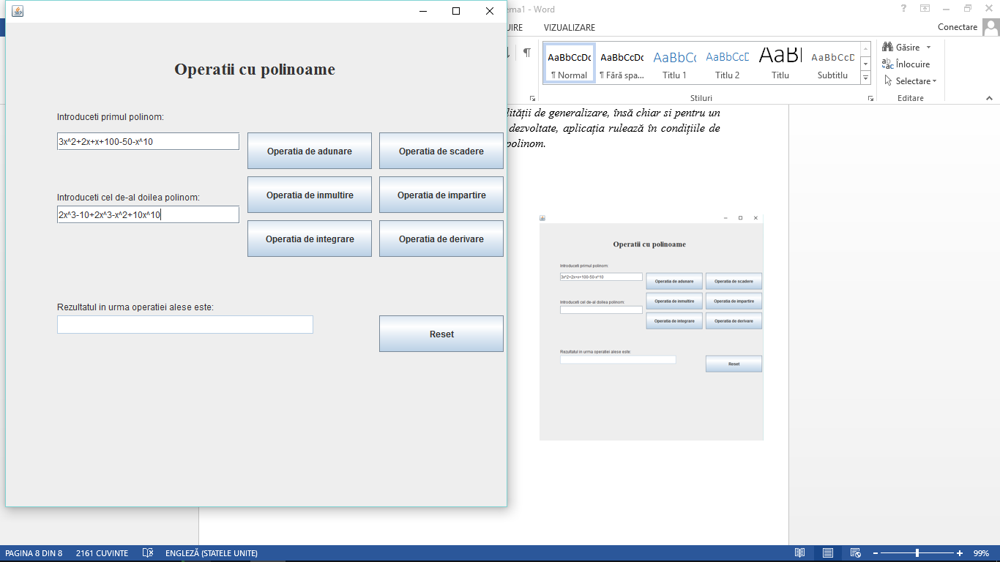 Operatii cu polinoame
Introduceti primul polinom:
3x^2+2x+x+100-50-x^10
Operatia de adunare
Operatia de scadere
Introduceti cel de-al doilea polinom:
2x^3-10+2x^3-x^2+10x^10
Operatia de inmultire
Operatia de impartire
Operatia de integrare
Operatia de derivare
Rezultatul in urma operatiei alese este:
Reset
ema1 - Word
UIRE
VIZUALIZARE
Conectare
AaBbCcDc
¶ Normal
AaBbCcDc
¶ Fără spa...
AaBbCc
Titlu 1
AaBbCcD
Titlu 2
AaBl
Titlu
AaBbCcD
Subtitlu
Stiluri
Găsire
Înlocuire
Selectare
Editare
lității de generalizare, însă chiar si pentru un
dezvoltate, aplicația rulează în condițiile de
polinom.
Operatii cu polinoame
Introduceti primul polinom:
3x^2+2x+x+100-50-x^10
Operatia de adunare
Operatia de scadere
Introduceti cel de-al doilea polinom:
Operatia de inmultire
Operatia de impartire
Operatia de integrare
Operatia de derivare
Rezultatul in urma operatiei alese este:
Reset
PAGINA 8 DIN 8
2161 CUVINTE
ENGLEZĂ (STATELE UNITE)
99%